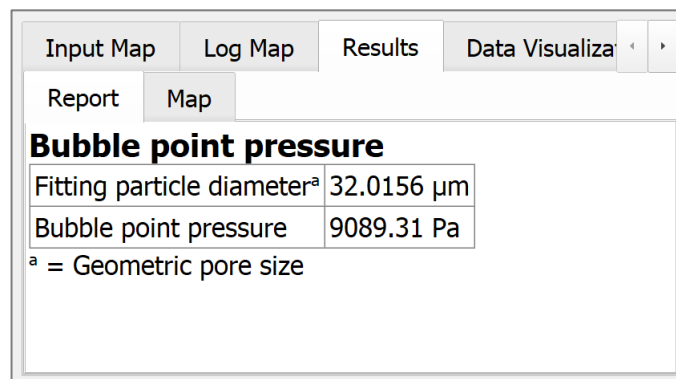 Input Map Log Map Results Data Visualiza
Report Map
Bubble point pressure
Fitting particle diameterᵃ 32.0156 µm
Bubble point pressure 9089.31 Pa
ᵃ = Geometric pore size